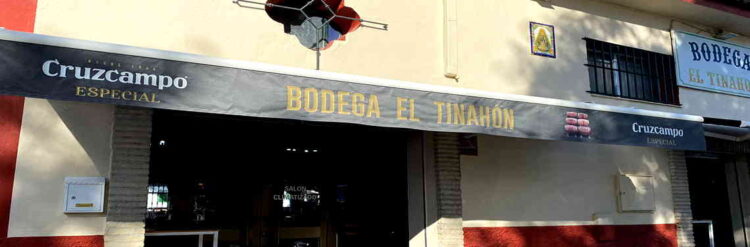 Cruzcampo
ESPECIAL
BODEGA EL TINAHÓN
Cruzcampo
ESPECIAL
BODEGA
EL TINAHÓN
SALÓN
CLIMATIZADO